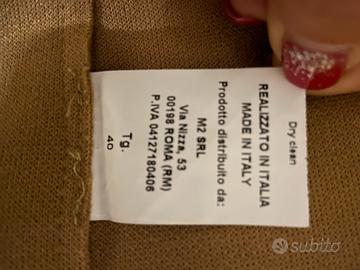 Dry clean
REALIZZATO IN ITALIA
MADE IN ITALY
Prodotto distribuito da:
M2 SRL
Via Nizza, 53
00198 ROMA (RM)
P.IVA 04127180406
Tg.
40
subito